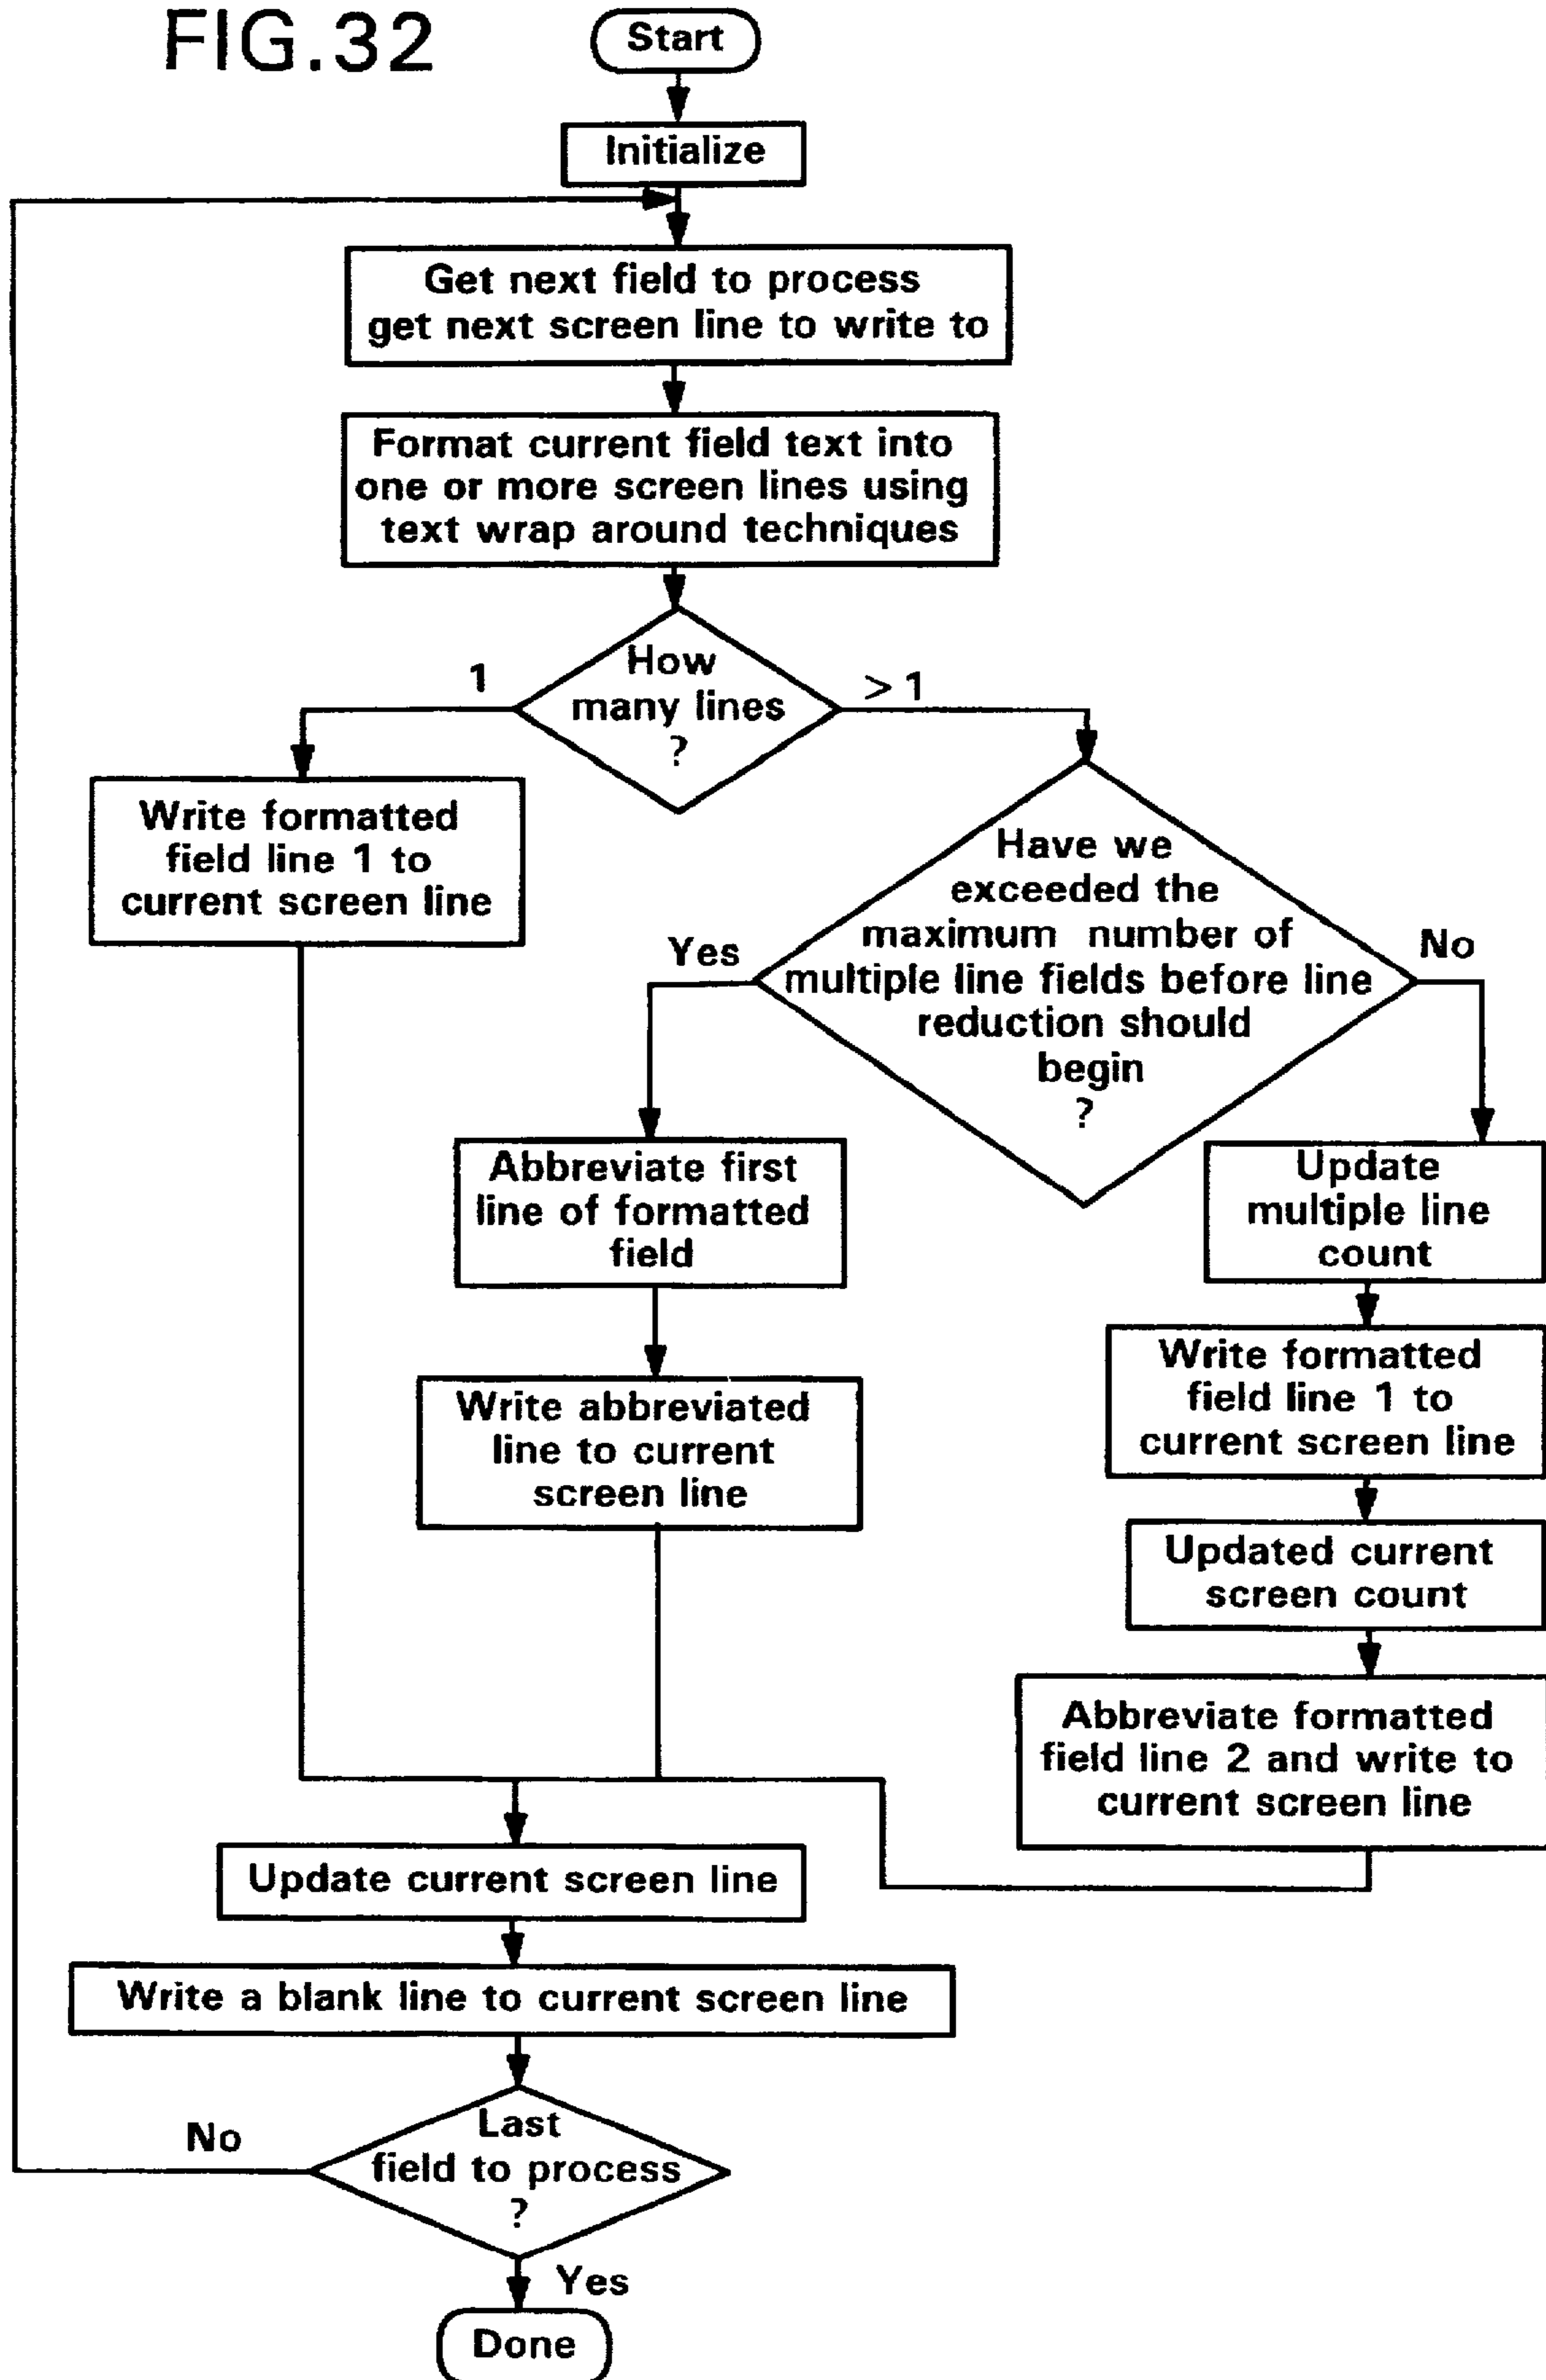 FIG.32
Start
Initialize
Get next field to process
get next screen line to write to
Format current field text into
one or more screen lines using
text wrap around techniques
How
many lines
?
1
>1
Write formatted
field line 1 to
current screen line
Have we
exceeded the
maximum number of
multiple line fields before line
reduction should
begin
?
Yes
No
Abbreviate first
line of formatted
field
Write abbreviated
line to current
screen line
Update
multiple line
count
Write formatted
field line 1 to
current screen line
Updated current
screen count
Abbreviate formatted
field line 2 and write to
current screen line
Update current screen line
Write a blank line to current screen line
Last
field to process
?
No
Yes
Done